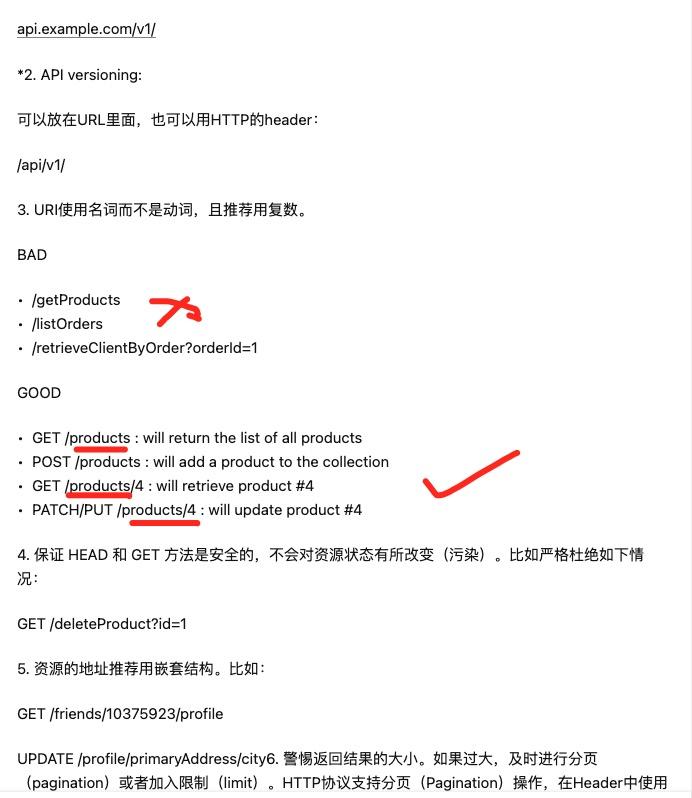 api.example.com/v1/
*2. API versioning:
可以放在URL里面，也可以用HTTP的header：
/api/v1/
3. URI使用名词而不是动词，且推荐用复数。
BAD
• /getProducts
• /listOrders
• /retrieveClientByOrder?orderId=1
GOOD
• GET /products : will return the list of all products
• POST /products : will add a product to the collection
• GET /products/4 : will retrieve product #4
• PATCH/PUT /products/4 : will update product #4
4. 保证 HEAD 和 GET 方法是安全的，不会对资源状态有所改变（污染）。比如严格杜绝如下情
况：
GET /deleteProduct?id=1
5. 资源的地址推荐用嵌套结构。比如：
GET /friends/10375923/profile
UPDATE /profile/primaryAddress/city6. 警惕返回结果的大小。如果过大，及时进行分页
（pagination）或者加入限制（limit）。HTTP协议支持分页（Pagination）操作，在Header中使用